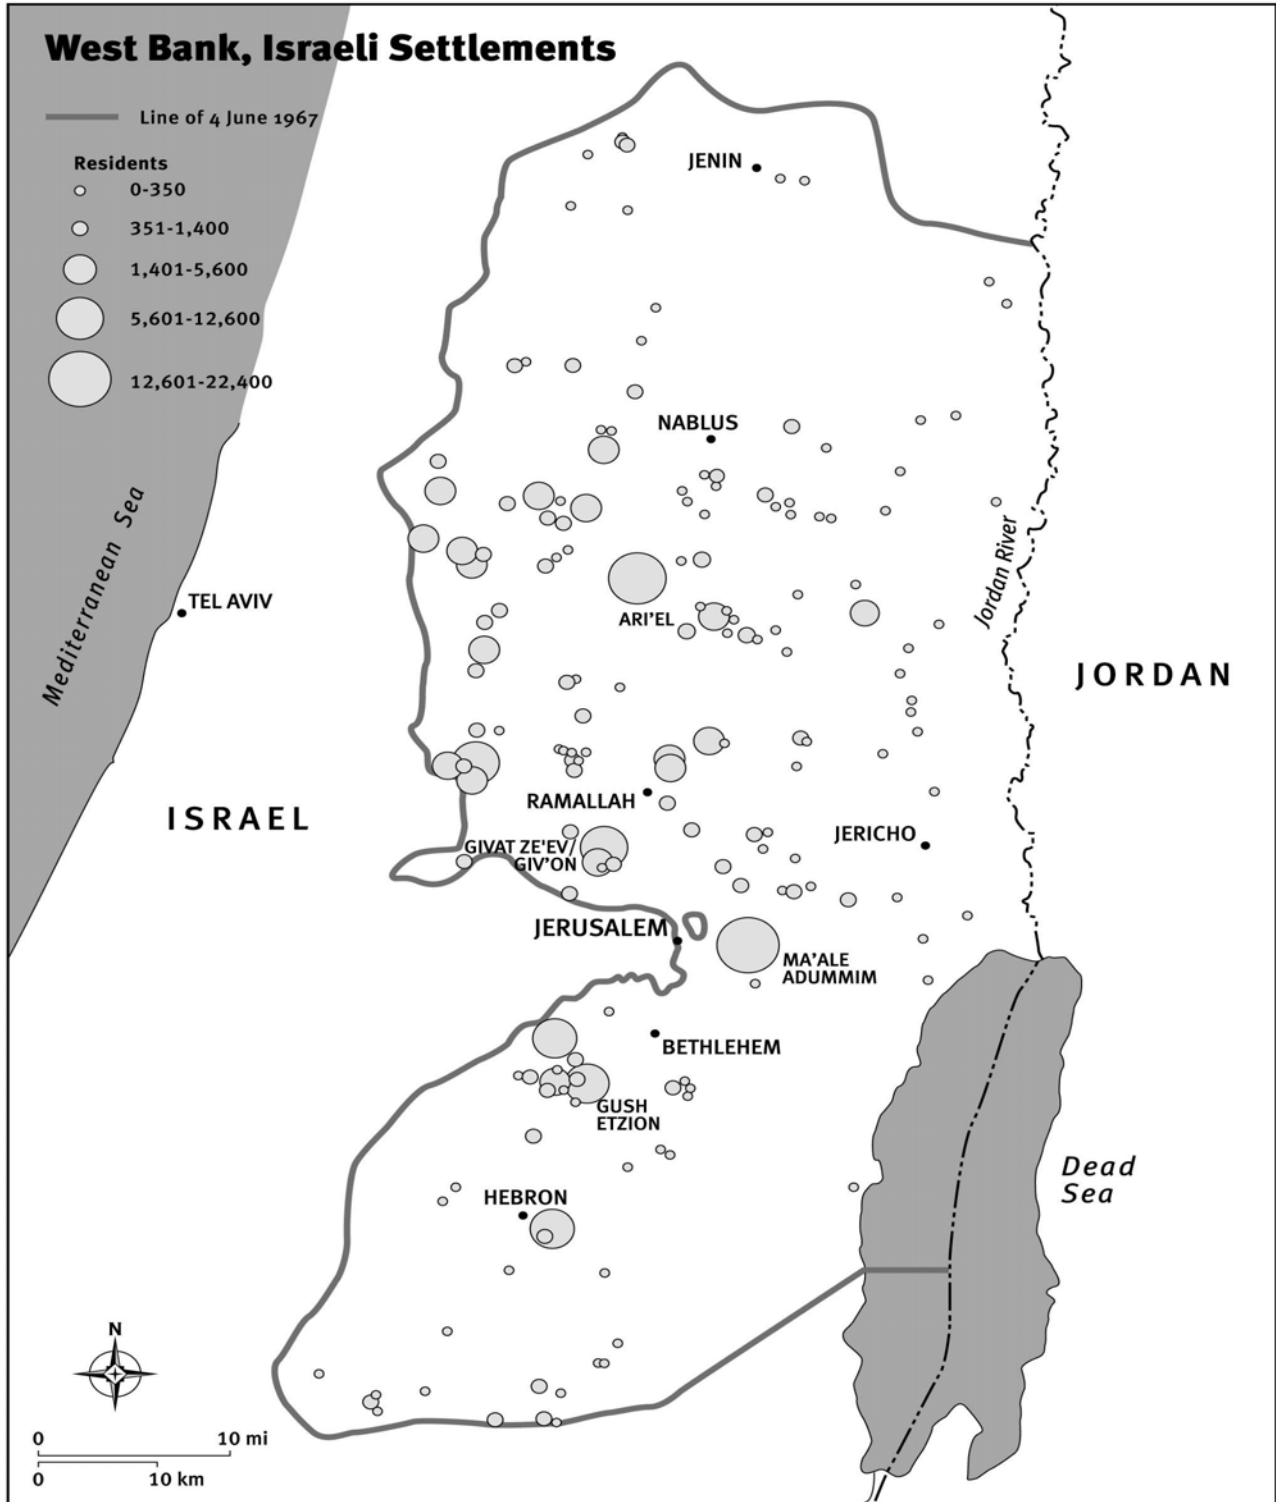 West Bank, Israeli Settlements
Line of 4 June 1967
Residents
0-350
351-1,400
1,401-5,600
5,601-12,600
12,601-22,400
JENIN
NABLUS
Mediterranean Sea
TEL AVIV
ARI'EL
Jordan River
JORDAN
ISRAEL
RAMALLAH
GIVAT ZE'EV/
GIV'ON
JERICHO
JERUSALEM
MA'ALE
ADUMMIM
BETHLEHEM
GUSH
ETZION
HEBRON
Dead
Sea
N
0 10 mi
0 10 km